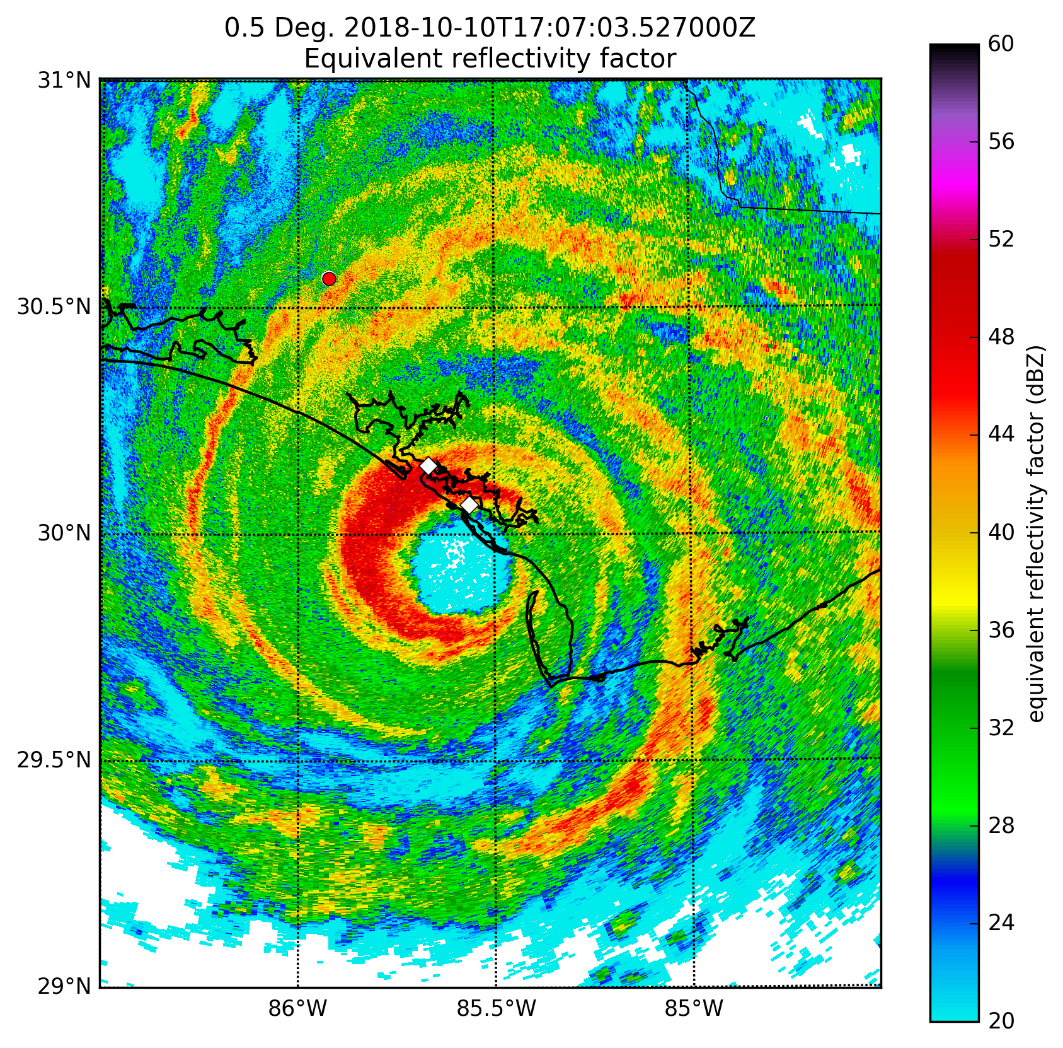 0.5 Deg. 2018-10-10T17:07:03.527000Z
Equivalent reflectivity factor
31°N
30.5°N
30°N
29.5°N
29°N
86°W
85.5°W
85°W
60
56
52
48
44
40
36
32
28
24
20
equivalent reflectivity factor (dBZ)